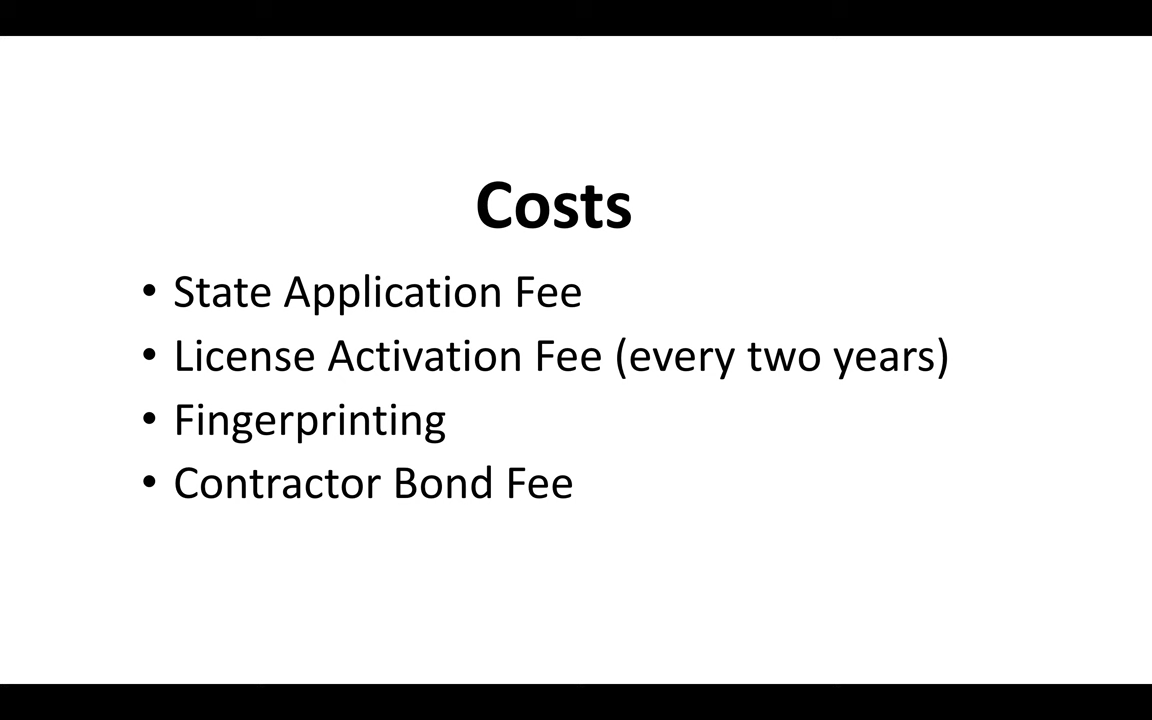 Costs
• State Application Fee
• License Activation Fee (every two years)
• Fingerprinting
• Contractor Bond Fee